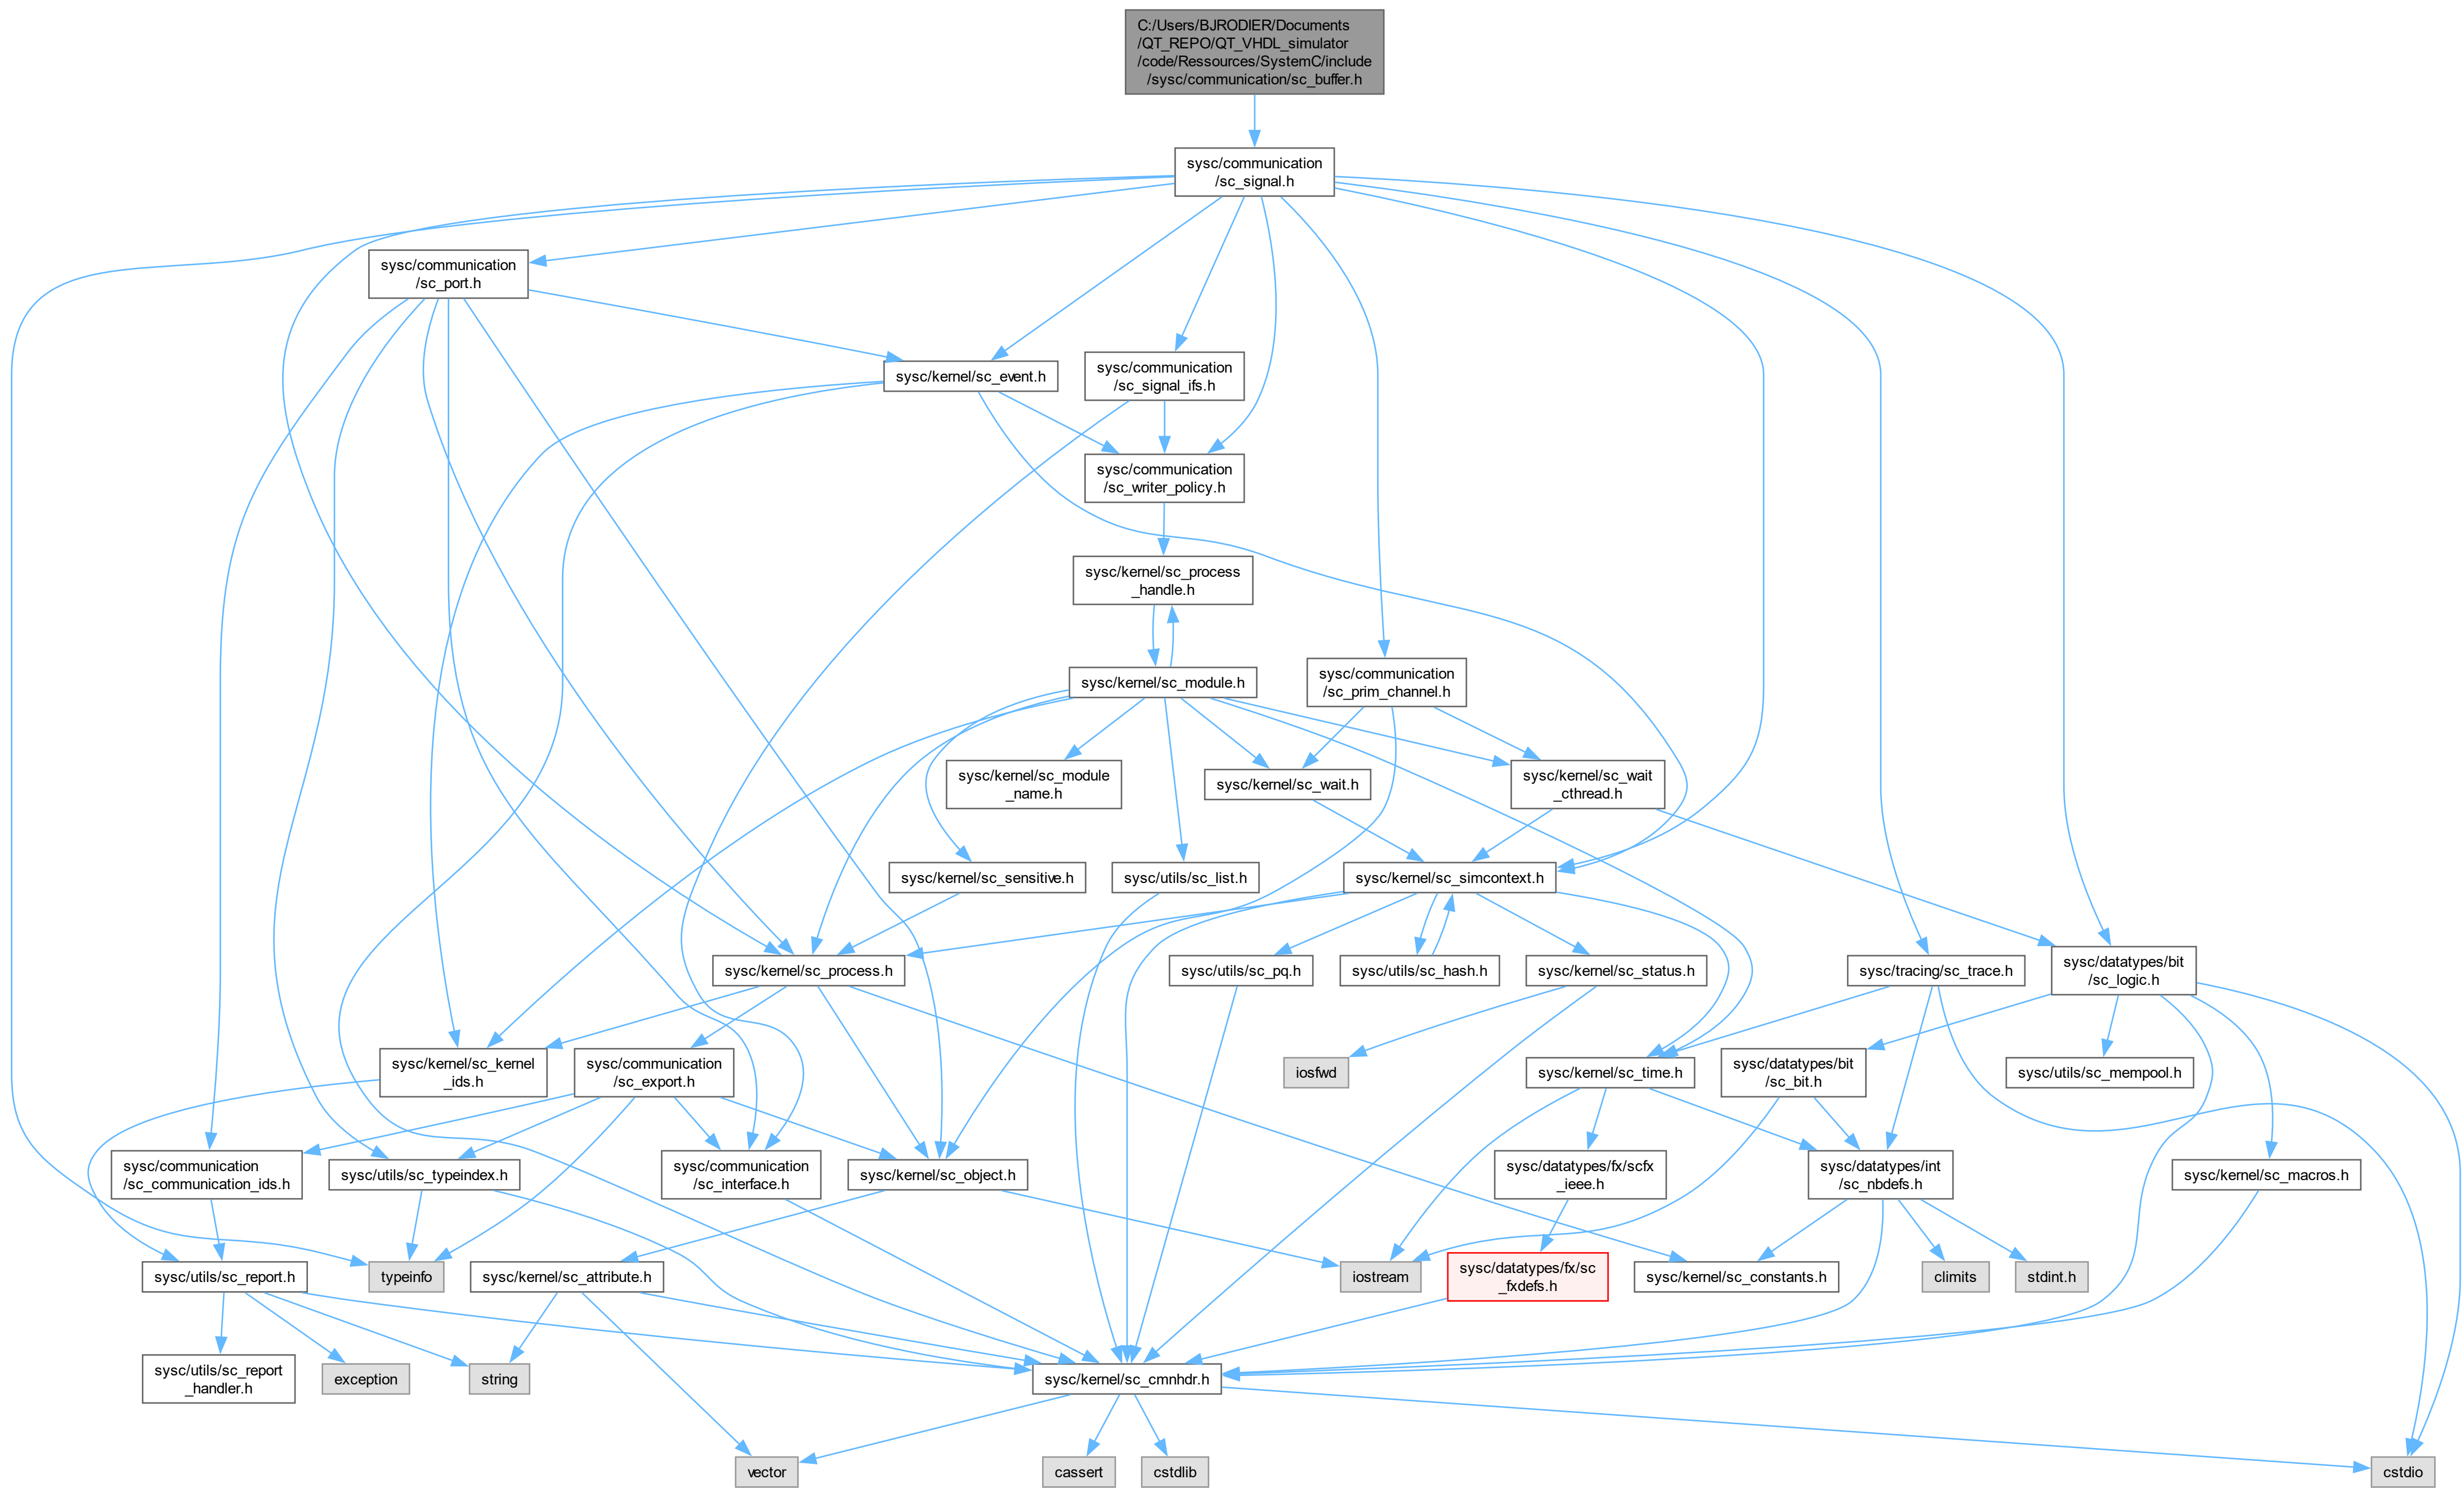 C:/Users/BJRODIER/Documents
/QT_REPO/QT_VHDL_simulator
/code/Ressources/SystemC/include
/sysc/communication/sc_buffer.h
sysc/communication
/sc_signal.h
sysc/communication
/sc_port.h
sysc/kernel/sc_event.h
sysc/communication
/sc_signal_ifs.h
sysc/communication
/sc_writer_policy.h
sysc/kernel/sc_process
_handle.h
sysc/kernel/sc_module.h
sysc/communication
/sc_prim_channel.h
sysc/kernel/sc_module
_name.h
sysc/kernel/sc_wait.h
sysc/kernel/sc_wait
_cthread.h
sysc/kernel/sc_sensitive.h
sysc/utils/sc_list.h
sysc/kernel/sc_simcontext.h
sysc/kernel/sc_process.h
sysc/utils/sc_pq.h
sysc/utils/sc_hash.h
sysc/kernel/sc_status.h
sysc/tracing/sc_trace.h
sysc/datatypes/bit
/sc_logic.h
sysc/kernel/sc_kernel
_ids.h
sysc/communication
/sc_export.h
iosfwd
sysc/kernel/sc_time.h
sysc/datatypes/bit
/sc_bit.h
sysc/utils/sc_mempool.h
sysc/communication
/sc_communication_ids.h
sysc/utils/sc_typeindex.h
sysc/communication
/sc_interface.h
sysc/kernel/sc_object.h
sysc/datatypes/fx/scfx
_ieee.h
sysc/datatypes/int
/sc_nbdefs.h
sysc/kernel/sc_macros.h
sysc/utils/sc_report.h
typeinfo
sysc/kernel/sc_attribute.h
iostream
sysc/datatypes/fx/sc
_fxdefs.h
sysc/kernel/sc_constants.h
climits
stdint.h
sysc/utils/sc_report
_handler.h
exception
string
sysc/kernel/sc_cmnhdr.h
vector
cassert
cstdlib
cstdio